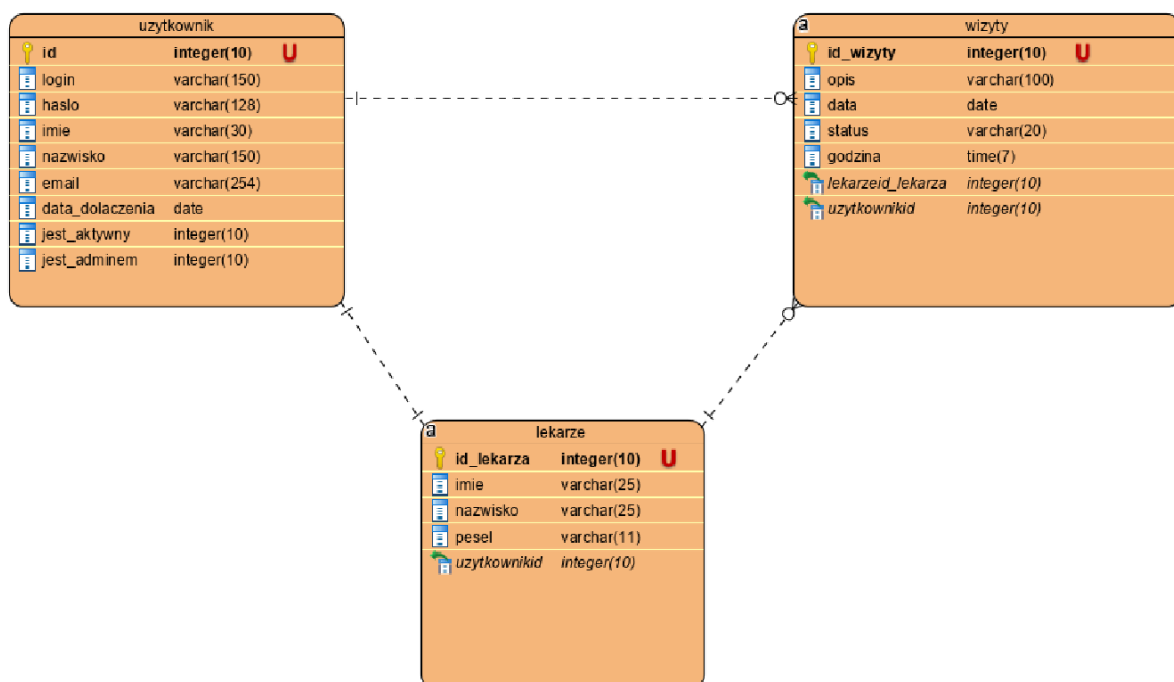 uzytkownik
id integer(10) U
login varchar(150)
haslo varchar(128)
imie varchar(30)
nazwisko varchar(150)
email varchar(254)
data_dolaczenia date
jest_aktywny integer(10)
jest_adminem integer(10)
a wizyty
id_wizyty integer(10) U
opis varchar(100)
data date
status varchar(20)
godzina time(7)
lekarzeid_lekarza integer(10)
uzytkownikid integer(10)
a lekarze
id_lekarza integer(10) U
imie varchar(25)
nazwisko varchar(25)
pesel varchar(11)
uzytkownikid integer(10)